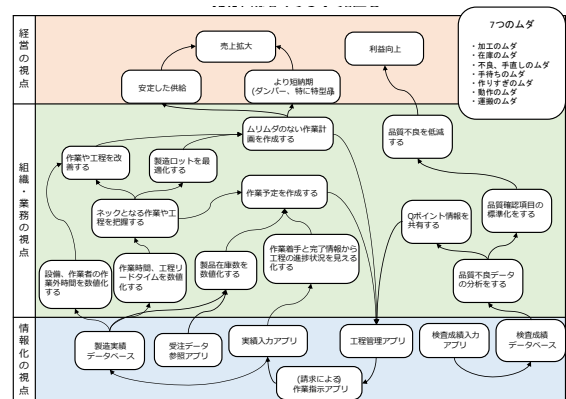 7つのムダ
・加工のムダ
・在庫のムダ
・不良、手直しのムダ
・手待ちのムダ
・作りすぎのムダ
・動作のムダ
・運搬のムダ
経営の視点
売上拡大
利益向上
安定した供給
より短納期
(ダンパー、特に特型品)
組織・業務の視点
ムリムダのない作業計
画を作成する
品質不良を低減
する
作業や工程を改
善する
製造ロットを最
適化する
作業予定を作成する
ネックとなる作業や工
程を把握する
Qポイント情報を
共有する
品質確認項目の
標準化をする
設備、作業者の作
業外時間を数値化
する
作業時間、工程リ
ードタイムを数値
化する
製品在庫数を
数値化する
作業着手と完了情報から
工程の進捗状況を見える
化する
品質不良データ
の分析をする
情報化の視点
製造実績
データベース
受注データ
参照アプリ
実績入力アプリ
工程管理アプリ
検査成績入力
アプリ
検査成績
データベース
(請求による)
作業指示アプリ